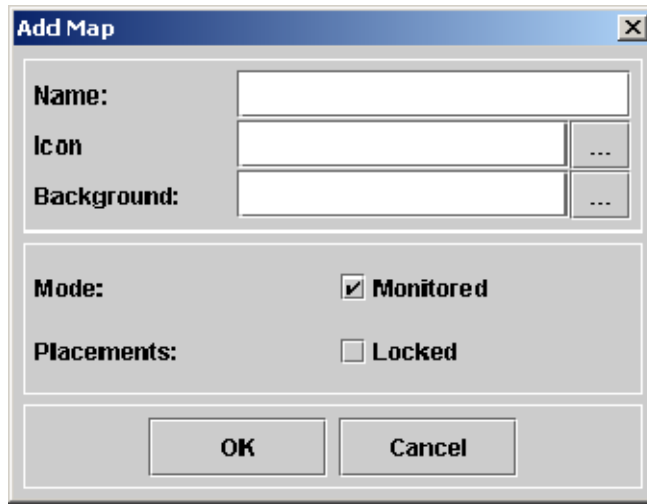 Add Map
Name:
Icon
...
Background:
...
Mode: Monitored
Placements: Locked
OK Cancel